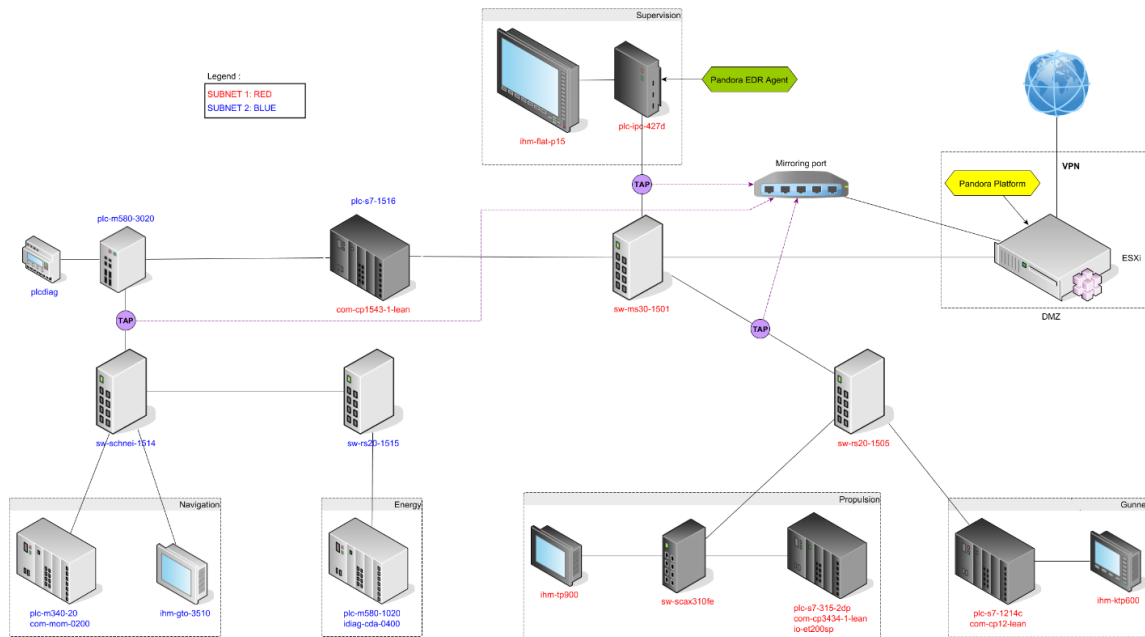 Supervision
Legend :
SUBNET 1: RED
SUBNET 2: BLUE
Pandora EDR Agent
ihm-flat-p15
plc-ipc-427d
Mirroring port
VPN
Pandora Platform
TAP
plc-s7-1516
plc-m580-3020
ESXi
plcdiag
com-cp1543-1-lean
sw-ms30-1501
DMZ
TAP
TAP
sw-schnei-1514
sw-rs20-1515
sw-rs20-1505
Navigation
Energy
Propulsion
Gunne
plc-m340-20
com-mom-0200
ihm-gto-3510
plc-m580-1020
idiag-cda-0400
ihm-tp900
sw-scax310fe
plc-s7-315-2dp
com-cp3434-1-lean
io-et200sp
plc-s7-1214c
com-cp12-lean
ihm-ktp600